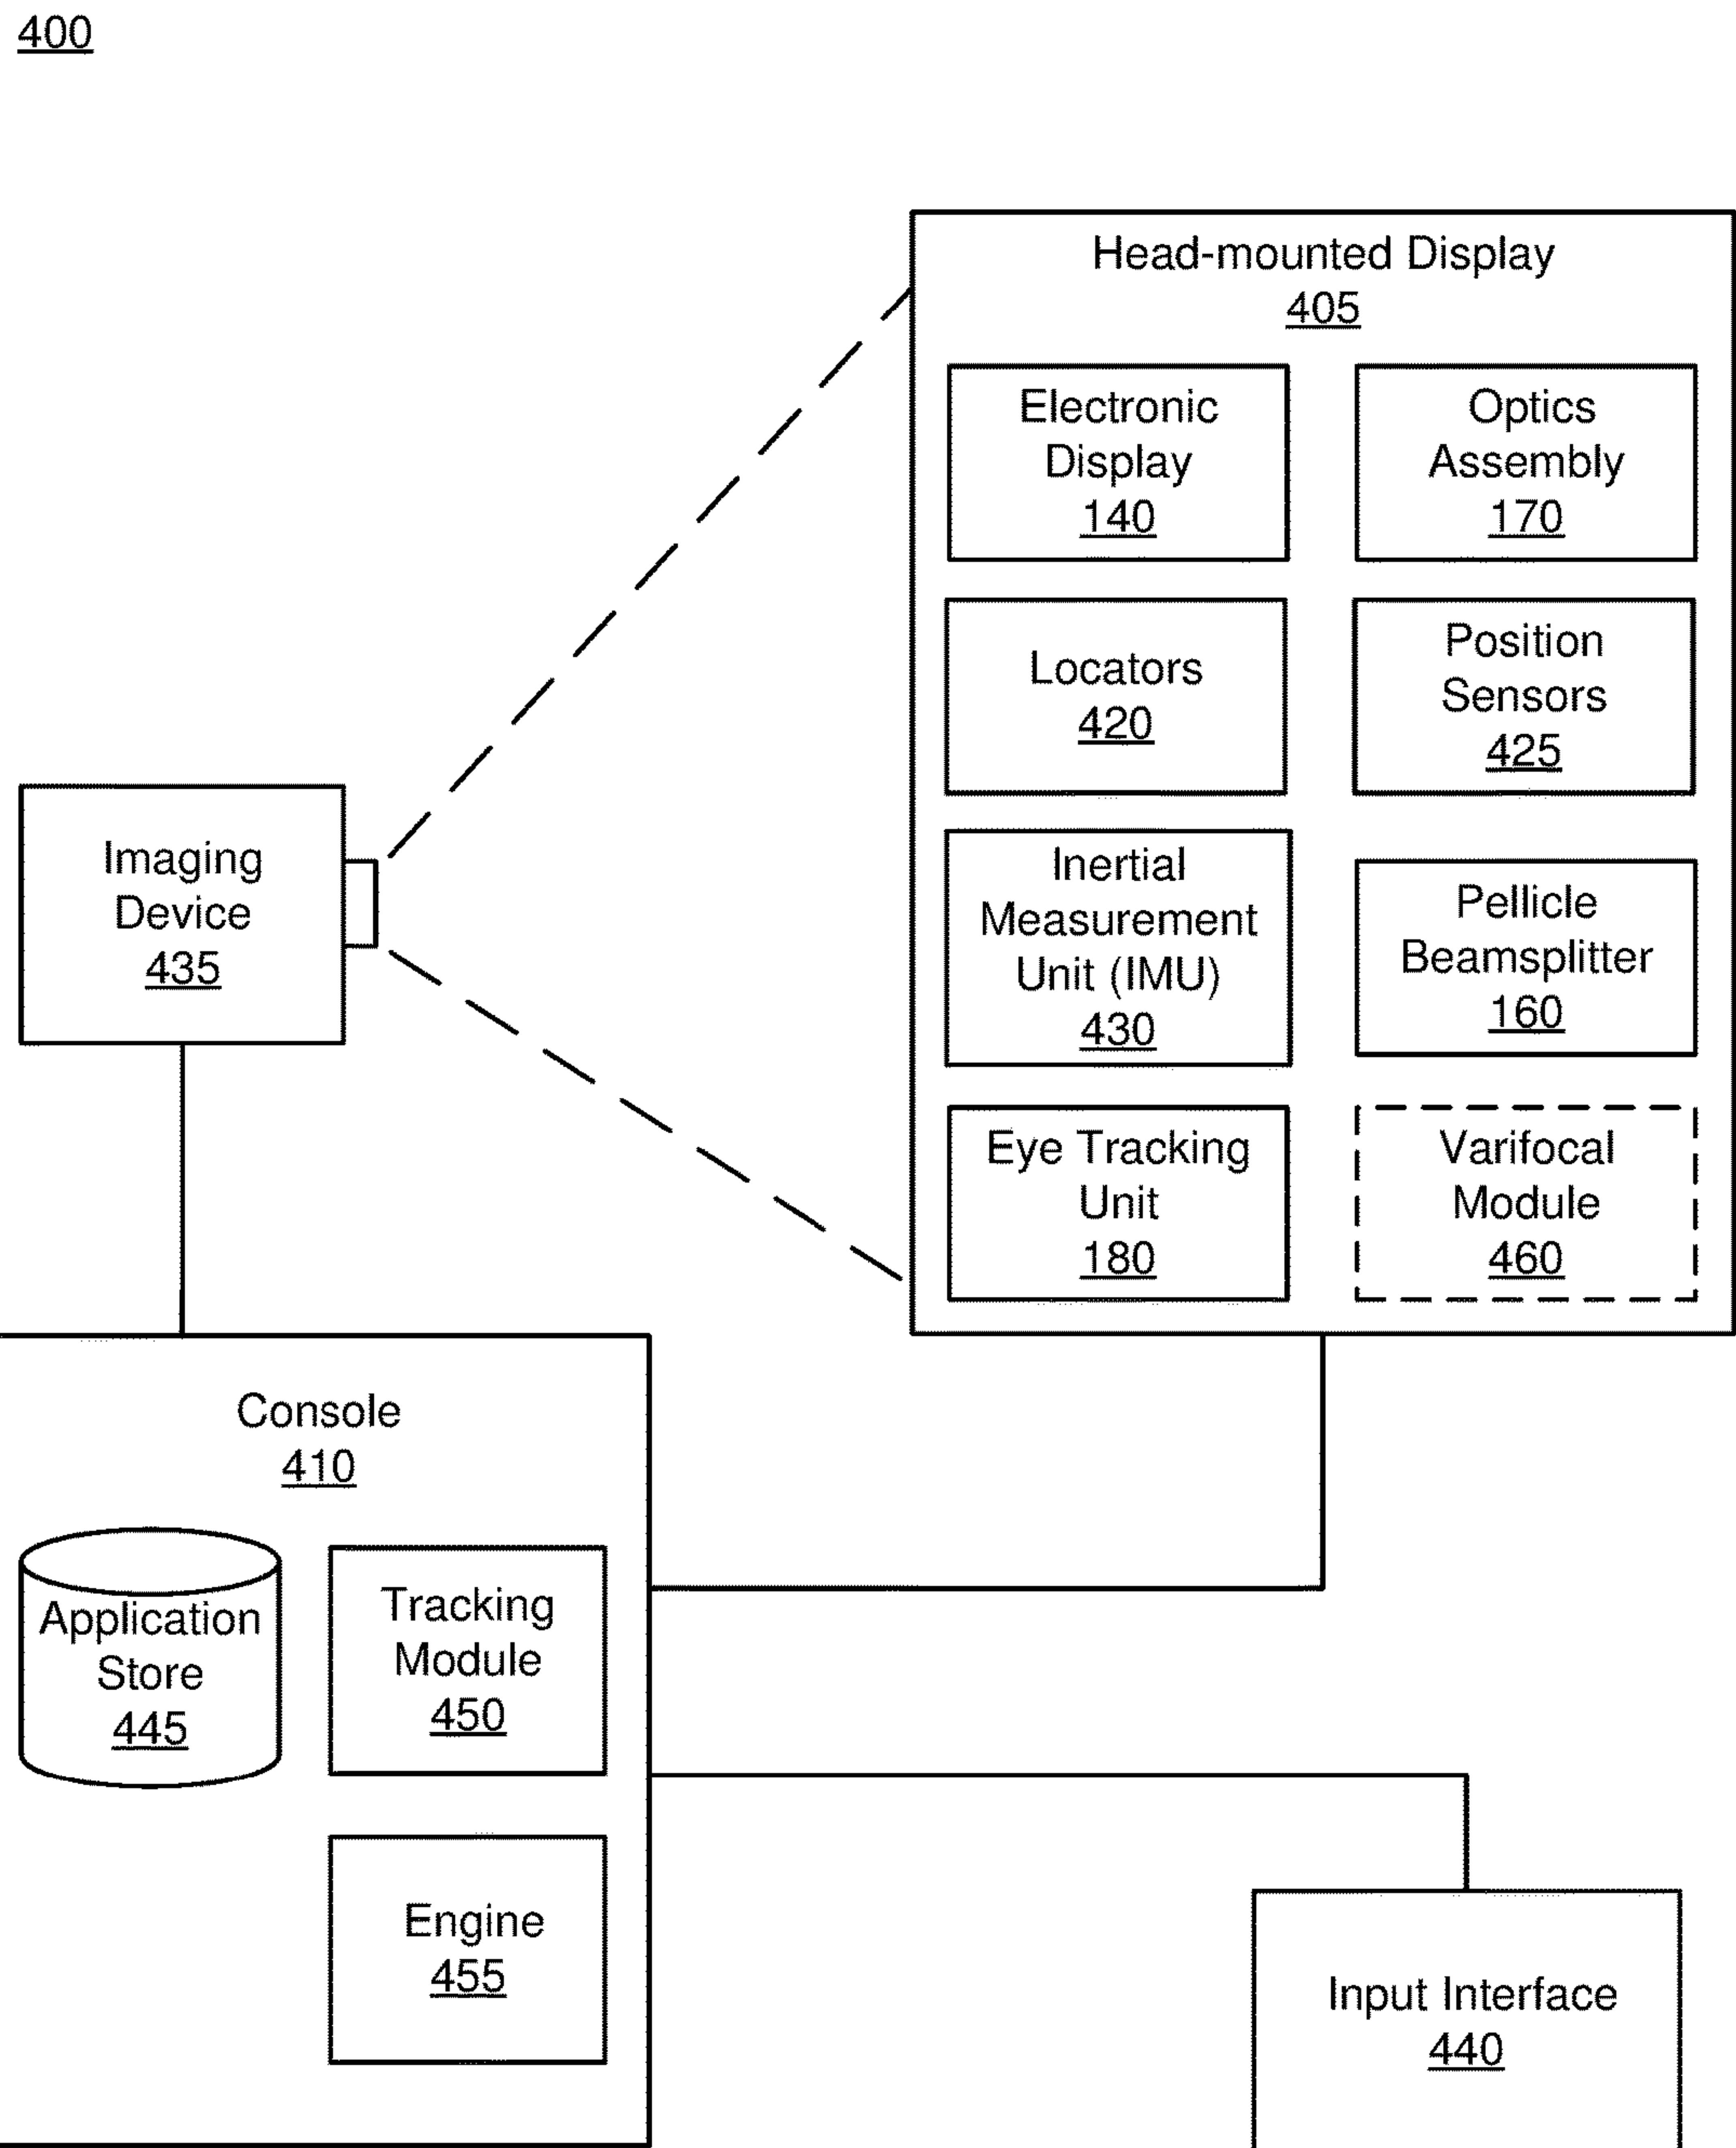 400
Head-mounted Display
405
Electronic
Display
140
Optics
Assembly
170
Locators
420
Position
Sensors
425
Imaging
Device
435
Inertial
Measurement
Unit (IMU)
430
Pellicle
Beamsplitter
160
Eye Tracking
Unit
180
Varifocal
Module
460
Console
410
Application
Store
445
Tracking
Module
450
Engine
455
Input Interface
440